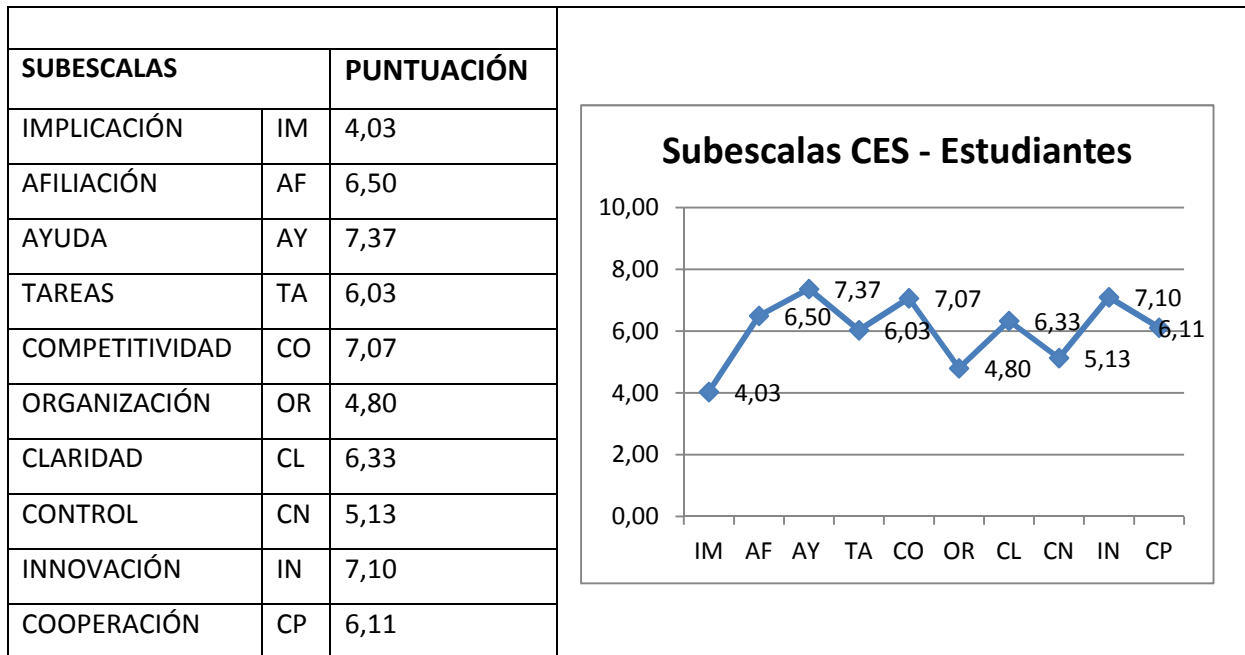 SUBESCALAS PUNTUACIÓN
IMPLICACIÓN IM 4,03
AFILIACIÓN AF 6,50
AYUDA AY 7,37
TAREAS TA 6,03
COMPETITIVIDAD CO 7,07
ORGANIZACIÓN OR 4,80
CLARIDAD CL 6,33
CONTROL CN 5,13
INNOVACIÓN IN 7,10
COOPERACIÓN CP 6,11
Subescalas CES - Estudiantes
10,00
8,00
6,00
4,00
2,00
0,00
4,03
6,50
7,37
6,03
7,07
4,80
6,33
5,13
7,10
6,11
IM AF AY TA CO OR CL CN IN CP